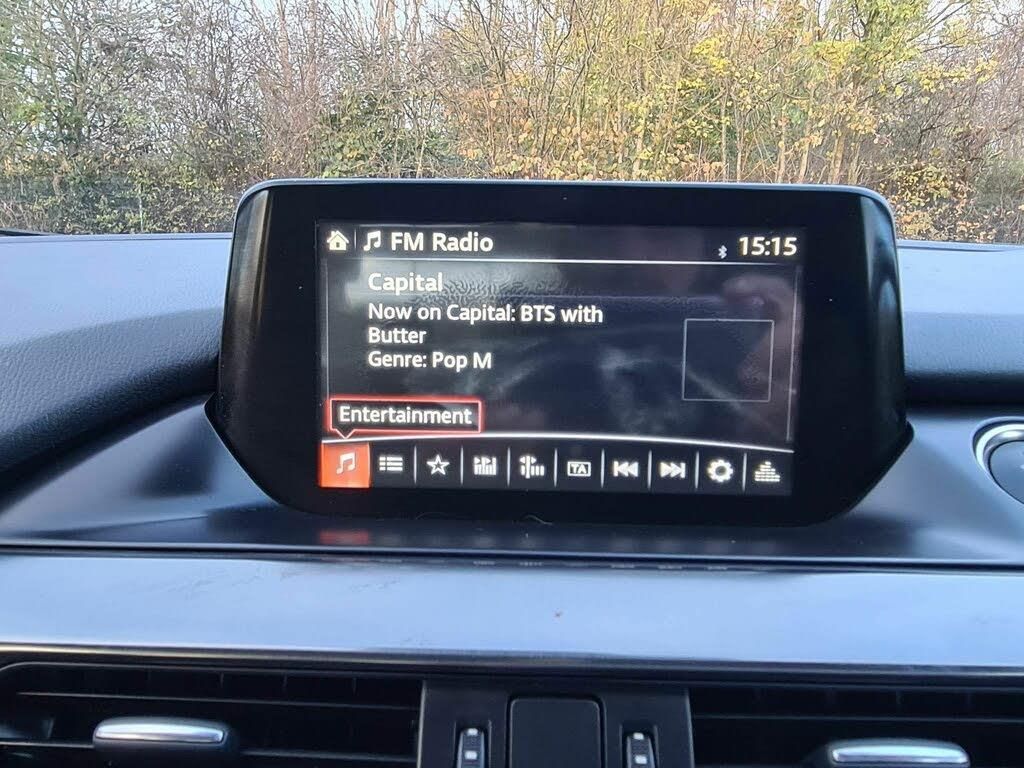 FM Radio
15:15
Capital
Now on Capital: BTS with
Butter
Genre: Pop M
Entertainment
TA